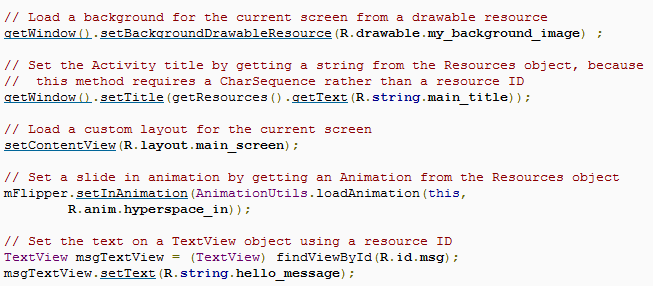 // Load a background for the current screen from a drawable resource
getWindow().setBackgroundDrawableResource(R.drawable.my_background_image) ;
// Set the Activity title by getting a string from the Resources object, because
//  this method requires a CharSequence rather than a resource ID
getWindow().setTitle(getResources().getText(R.string.main_title));
// Load a custom layout for the current screen
setContentView(R.layout.main_screen);
// Set a slide in animation by getting an Animation from the Resources object
mFlipper.setInAnimation(AnimationUtils.loadAnimation(this,
        R.anim.hyperspace_in));
// Set the text on a TextView object using a resource ID
TextView msgTextView = (TextView) findViewById(R.id.msg);
msgTextView.setText(R.string.hello_message);